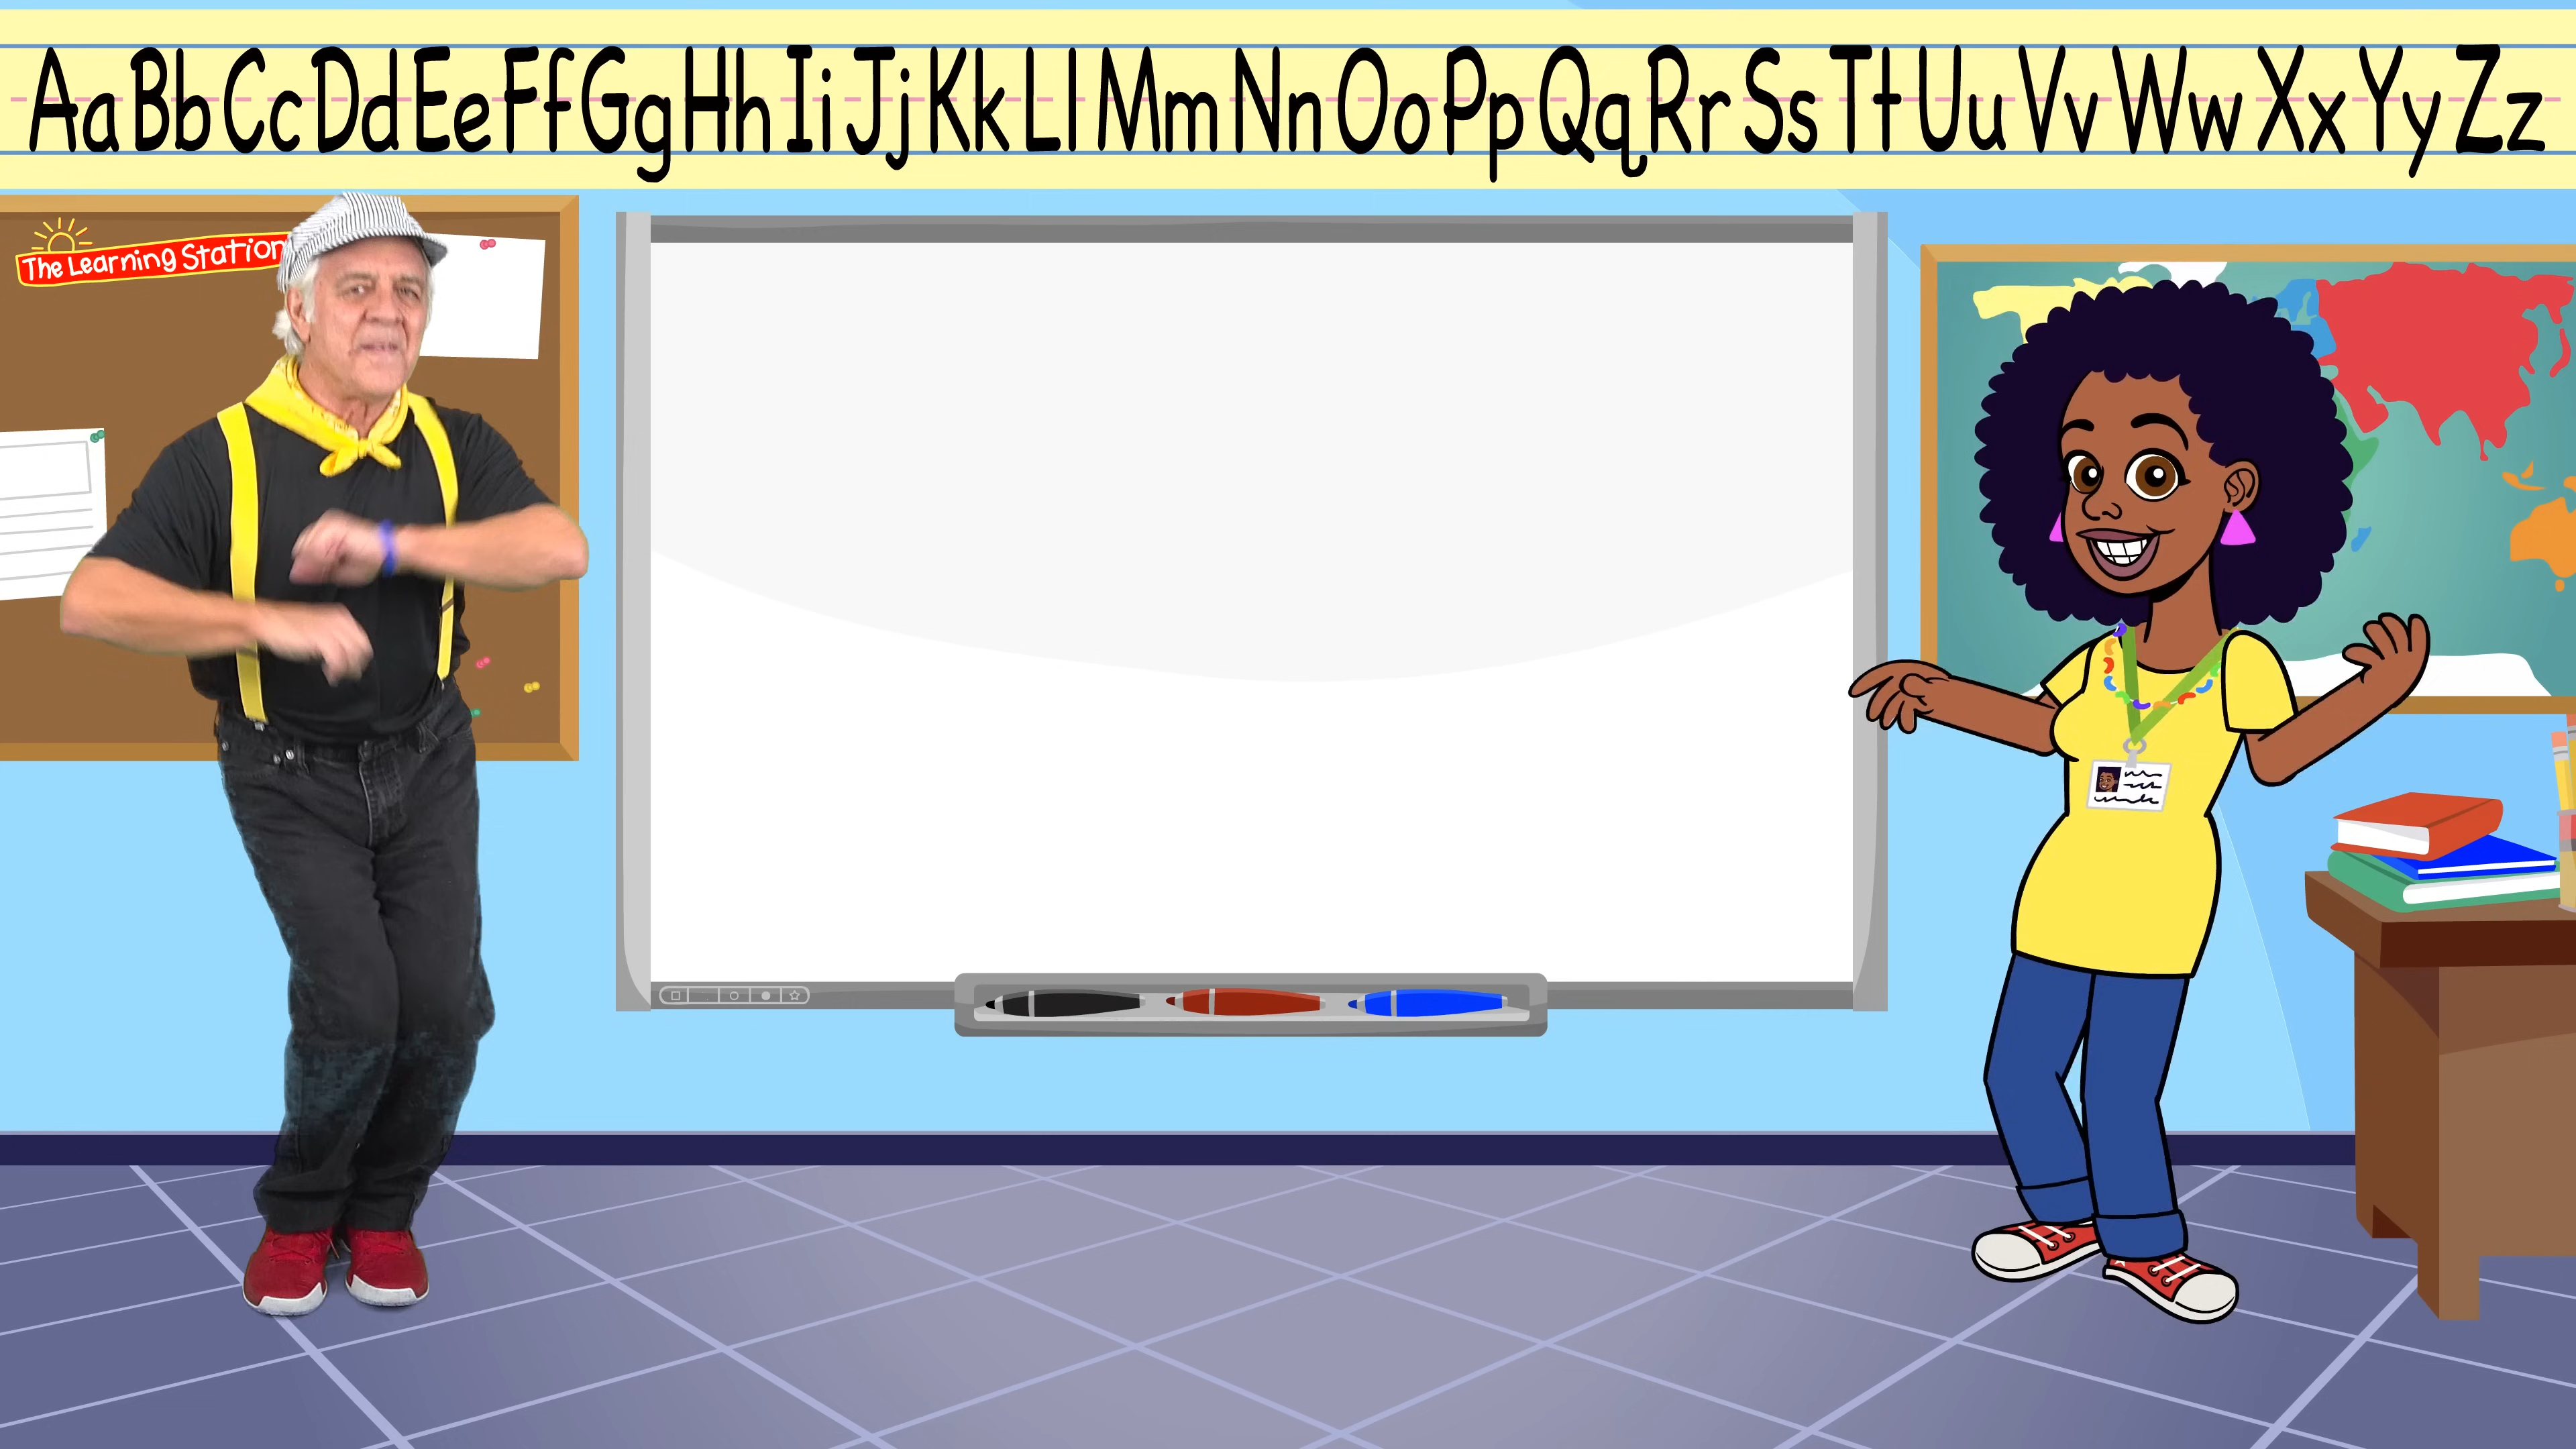 Aa Bb Cc Dd Ee Ff Gg Hh Ii Jj Kk Ll Mm Nn Oo Pp Qq Rr Ss Tt Uu Vv Ww Xx Yy Zz
The Learning Station